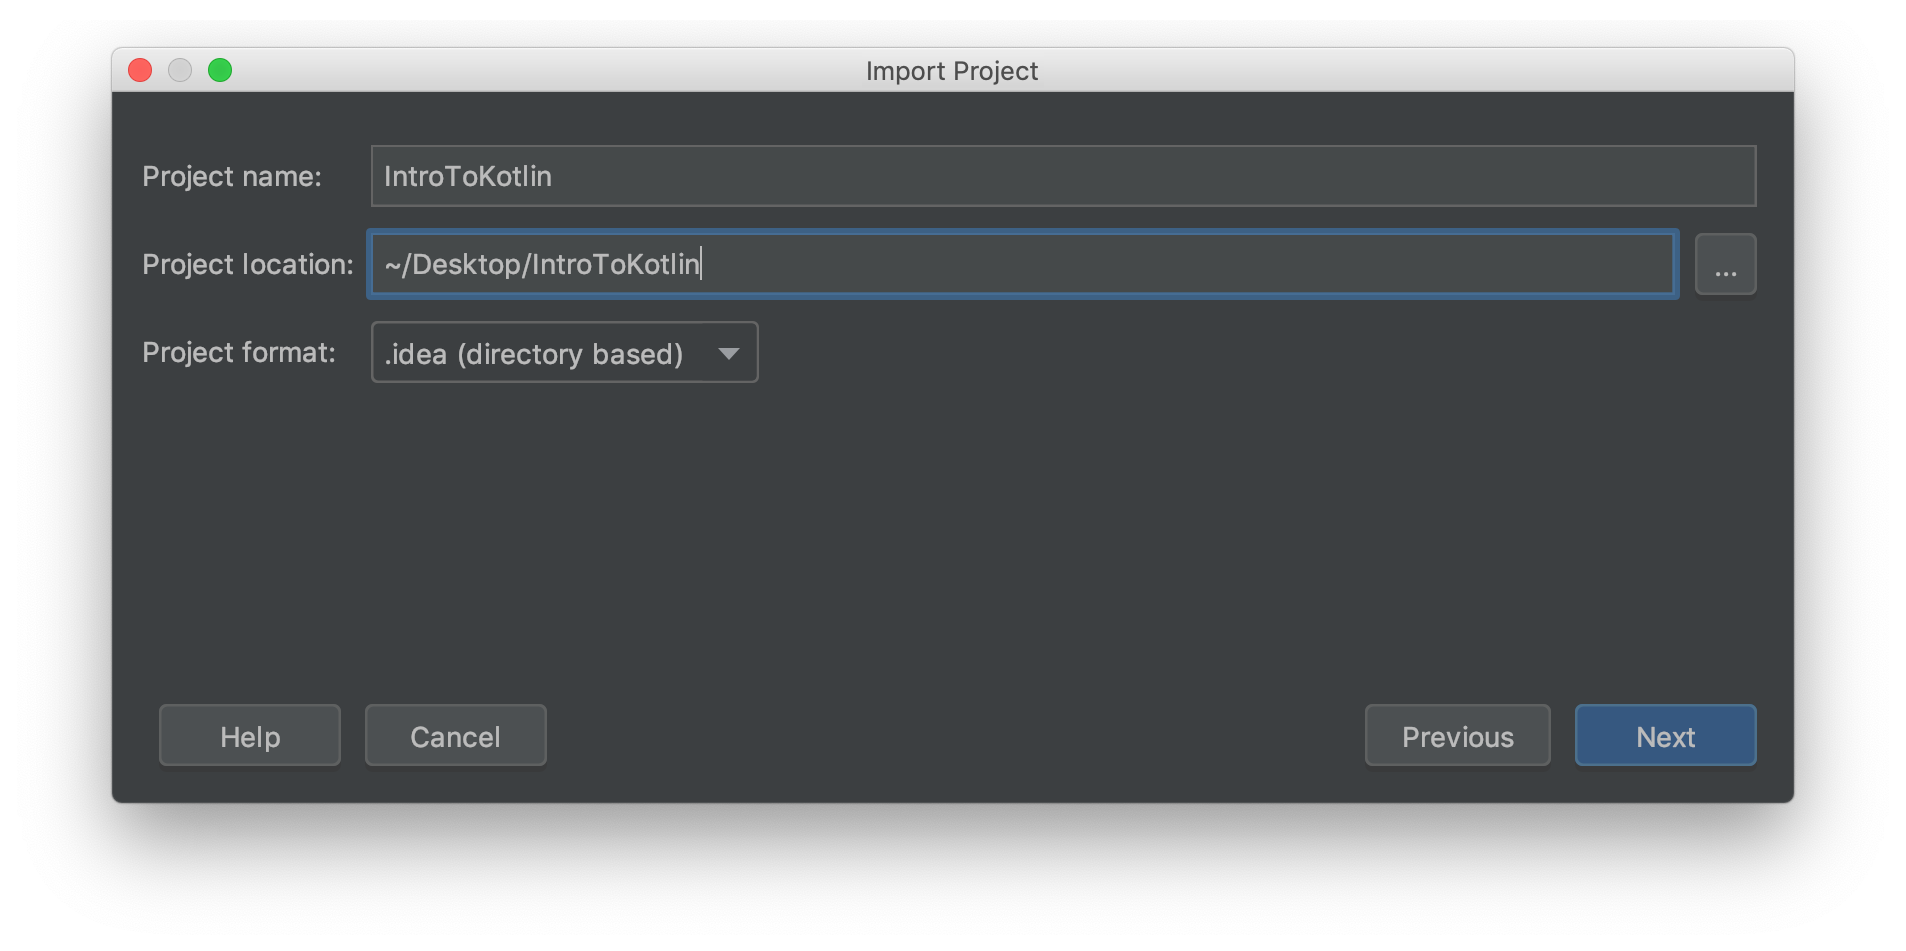 Import Project
Project name: IntroToKotlin
Project location: ~/Desktop/IntroToKotlin ...
Project format: .idea (directory based)
Help Cancel Previous Next